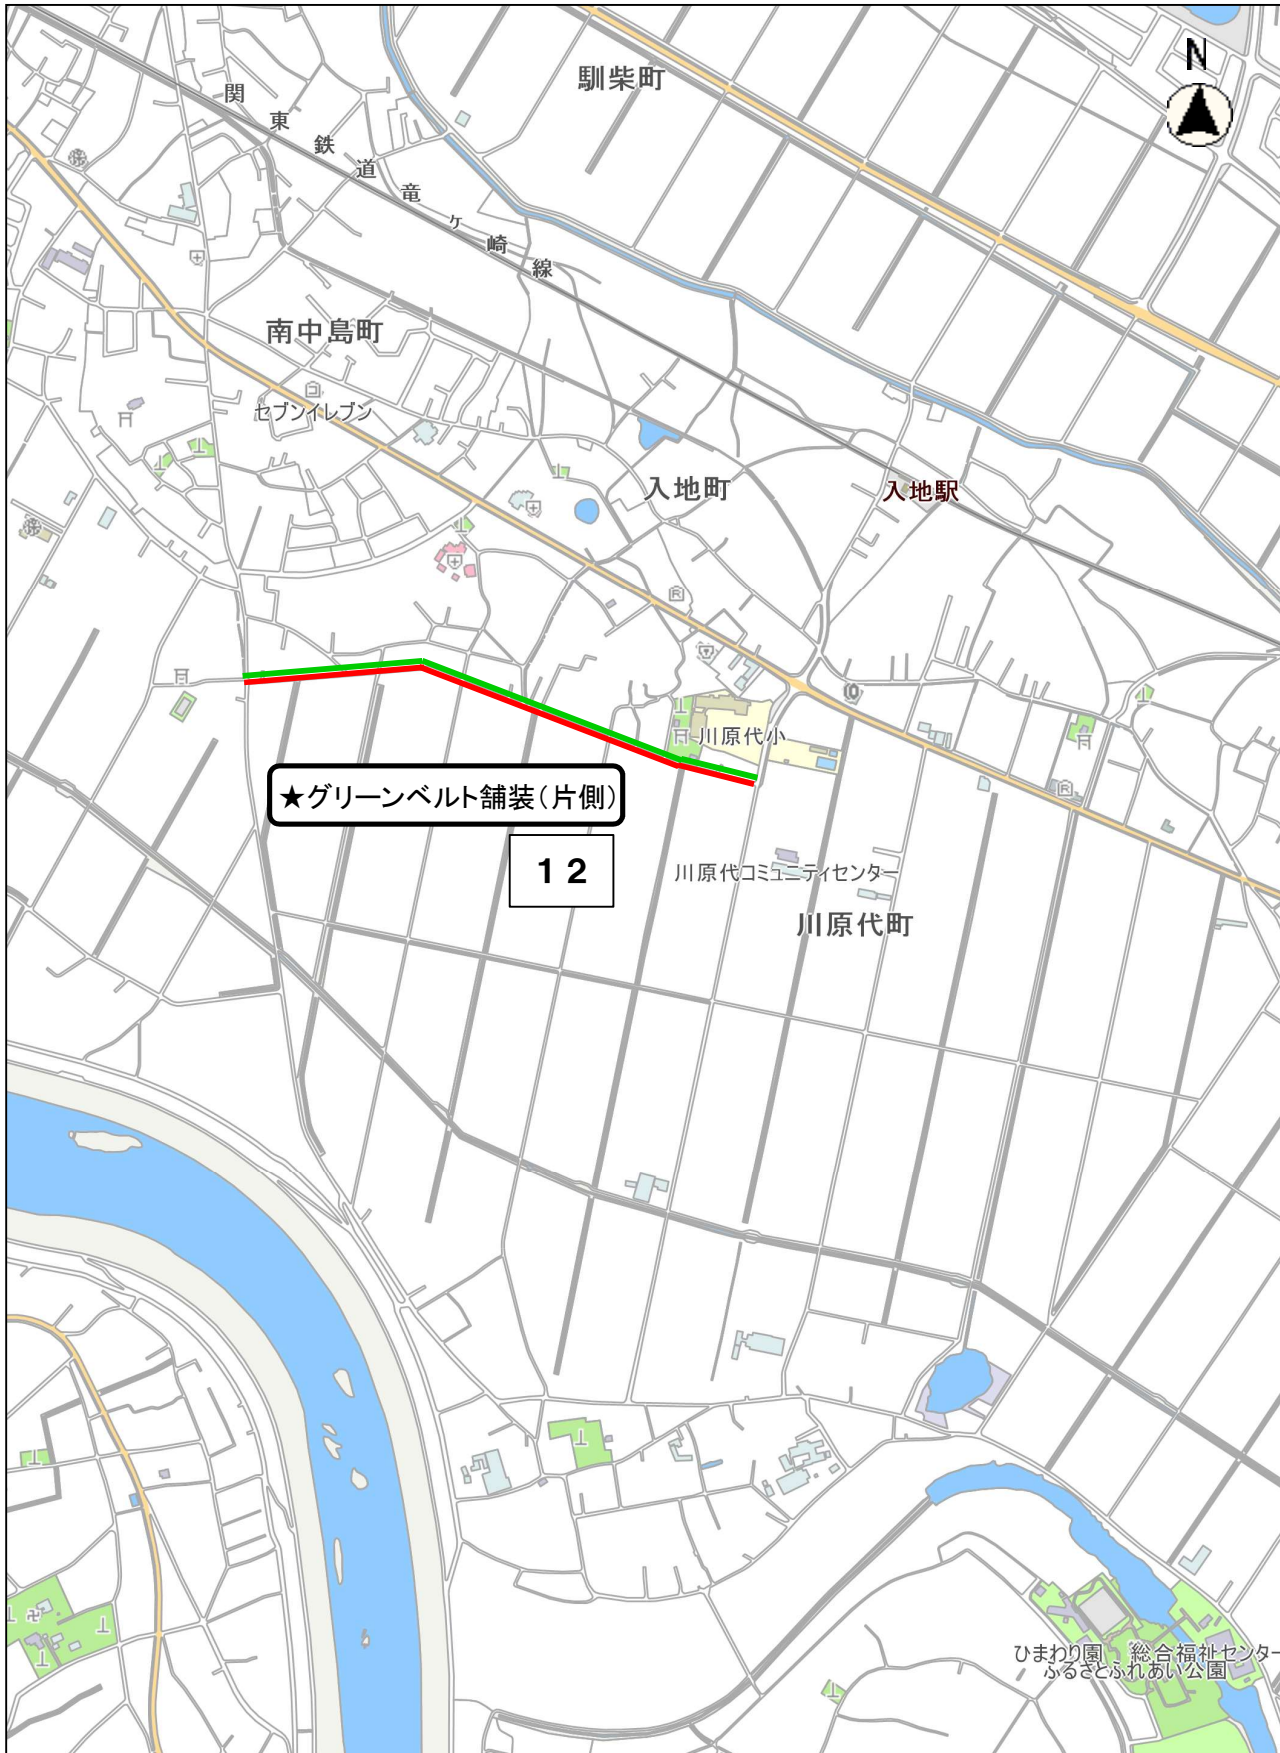 N
馴柴町
関東鉄道竜ヶ崎線
南中島町
セブンイレブン
入地町
入地駅
川原代小
★グリーンベルト舗装(片側)
12
川原代コミュニティセンター
川原代町
ひまわり園
総合福祉センター
ふるさとふれあい公園